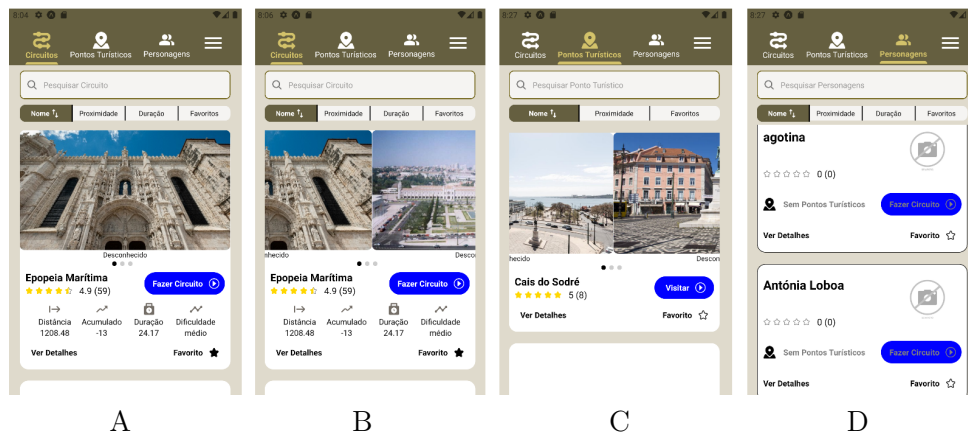 8:04
Circuitos Pontos Turísticos Personagens
Pesquisar Circuito
Nome Proximidade Duração Favoritos
Desconhecido
Epopeia Marítima
4.9 (59)
Fazer Circuito
Distância Acumulado Duração Dificuldade
1208.48 -13 24.17 médio
Ver Detalhes Favorito
A
8:06
Circuitos Pontos Turísticos Personagens
Pesquisar Circuito
Nome Proximidade Duração Favoritos
hecido Desco
Epopeia Marítima
4.9 (59)
Fazer Circuito
Distância Acumulado Duração Dificuldade
1208.48 -13 24.17 médio
Ver Detalhes Favorito
B
8:27
Circuitos Pontos Turísticos Personagens
Pesquisar Ponto Turístico
Nome Proximidade Favoritos
hecido Descon
Cais do Sodré
5 (8)
Visitar
Ver Detalhes Favorito
C
8:27
Circuitos Pontos Turísticos Personagens
Pesquisar Personagens
Nome Proximidade Duração Favoritos
agotina
0 (0)
Sem Pontos Turísticos Fazer Circuito
Ver Detalhes Favorito
Antónia Loboa
0 (0)
Sem Pontos Turísticos Fazer Circuito
Ver Detalhes Favorito
D